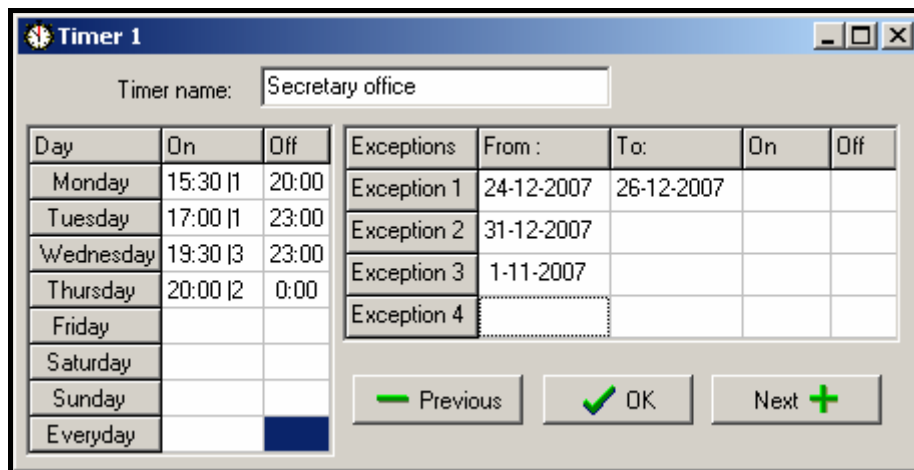 Timer 1
Timer name: Secretary office
Day On Off
Monday 15:30 |1 20:00
Tuesday 17:00 |1 23:00
Wednesday 19:30 |3 23:00
Thursday 20:00 |2 0:00
Friday
Saturday
Sunday
Everyday
Exceptions From : To: On Off
Exception 1 24-12-2007 26-12-2007
Exception 2 31-12-2007
Exception 3 1-11-2007
Exception 4
Previous OK Next